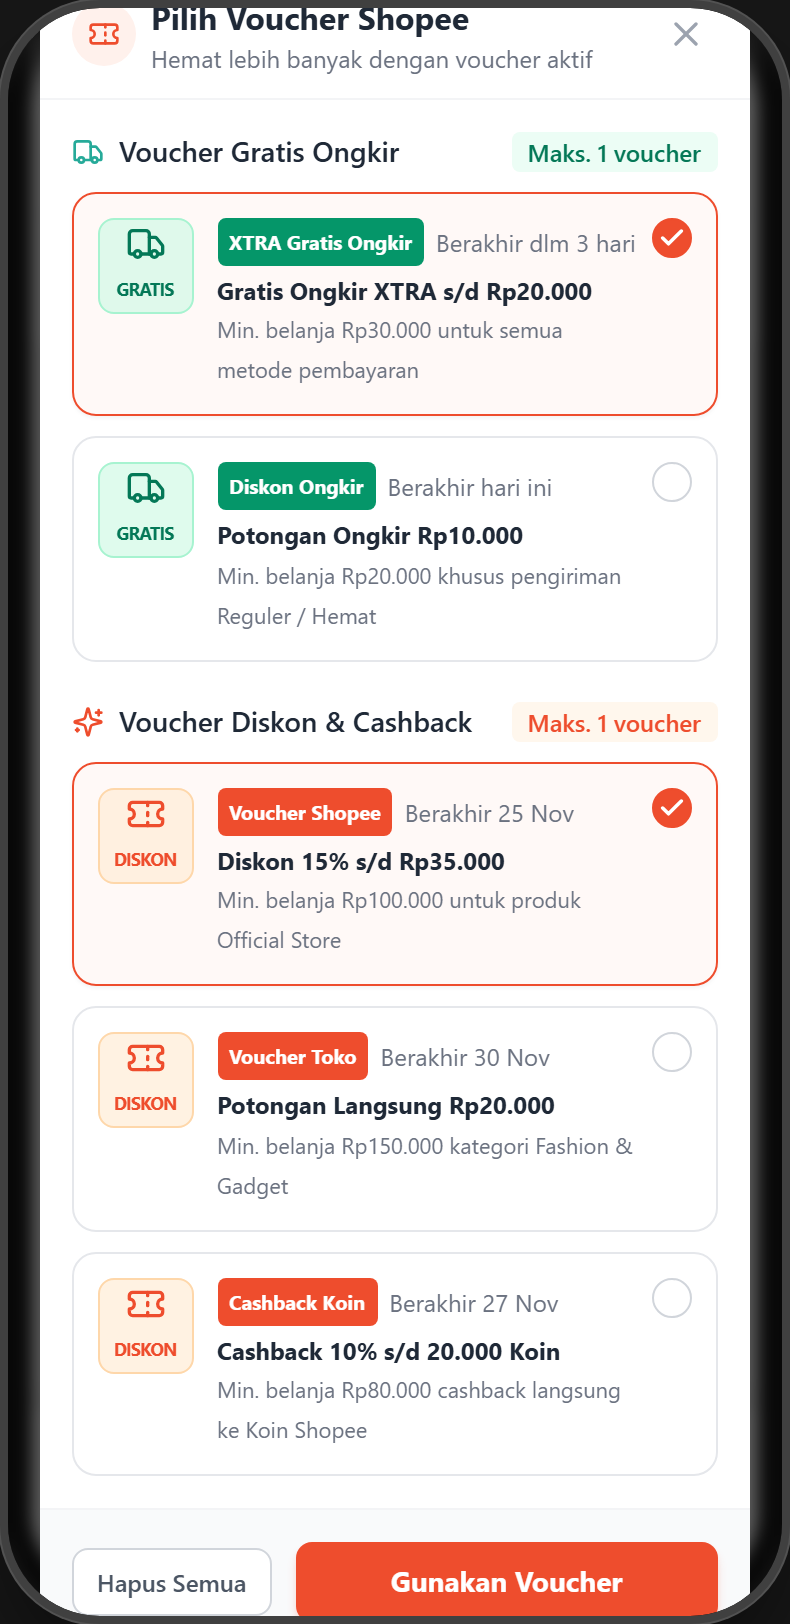 Pilih Voucher Shopee
Hemat lebih banyak dengan voucher aktif
Voucher Gratis Ongkir
Maks. 1 voucher
GRATIS
XTRA Gratis Ongkir
Berakhir dlm 3 hari
Gratis Ongkir XTRA s/d Rp20.000
Min. belanja Rp30.000 untuk semua
metode pembayaran
GRATIS
Diskon Ongkir
Berakhir hari ini
Potongan Ongkir Rp10.000
Min. belanja Rp20.000 khusus pengiriman
Reguler / Hemat
Voucher Diskon & Cashback
Maks. 1 voucher
DISKON
Voucher Shopee
Berakhir 25 Nov
Diskon 15% s/d Rp35.000
Min. belanja Rp100.000 untuk produk
Official Store
DISKON
Voucher Toko
Berakhir 30 Nov
Potongan Langsung Rp20.000
Min. belanja Rp150.000 kategori Fashion &
Gadget
DISKON
Cashback Koin
Berakhir 27 Nov
Cashback 10% s/d 20.000 Koin
Min. belanja Rp80.000 cashback langsung
ke Koin Shopee
Hapus Semua
Gunakan Voucher